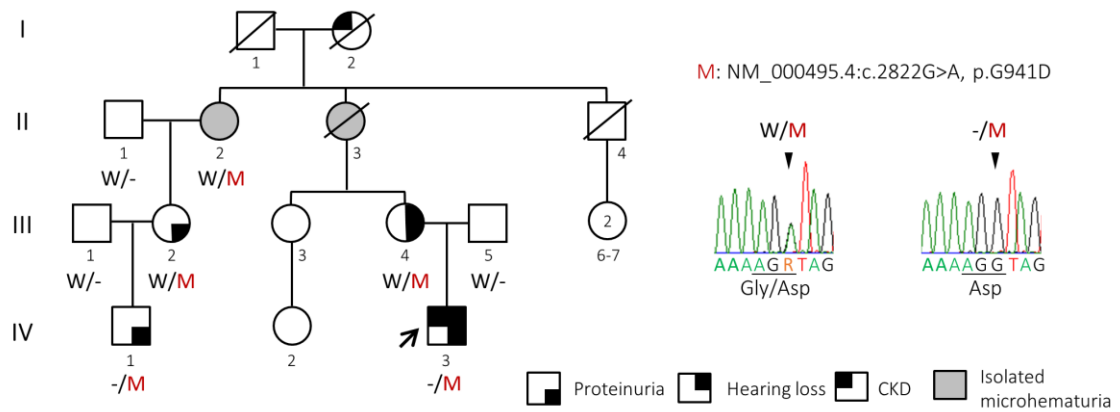 I
1
2
M: NM_000495.4:c.2822G>A, p.G941D
II
1
2
3
4
W/-
W/M
W/M
-/M
III
1
2
3
4
5
2
6-7
W/-
W/M
W/M
W/-
AAAAGRTAG
AAAAGGTAG
Gly/Asp
Asp
IV
1
2
3
-/M
-/M
Proteinuria
Hearing loss
CKD
Isolated
microhematuria